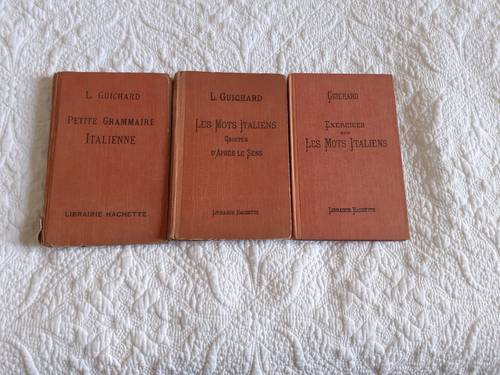 L. GUICHARD
PETITE GRAMMAIRE
ITALIENNE
LIBRAIRIE HACHETTE
L. GUICHARD
LES MOTS ITALIENS
GROUPÉS
D'APRÈS LE SENS
LIBRAIRIE HACHETTE
GUICHARD
EXERCICES SUR
LES MOTS ITALIENS
LIBRAIRIE HACHETTE